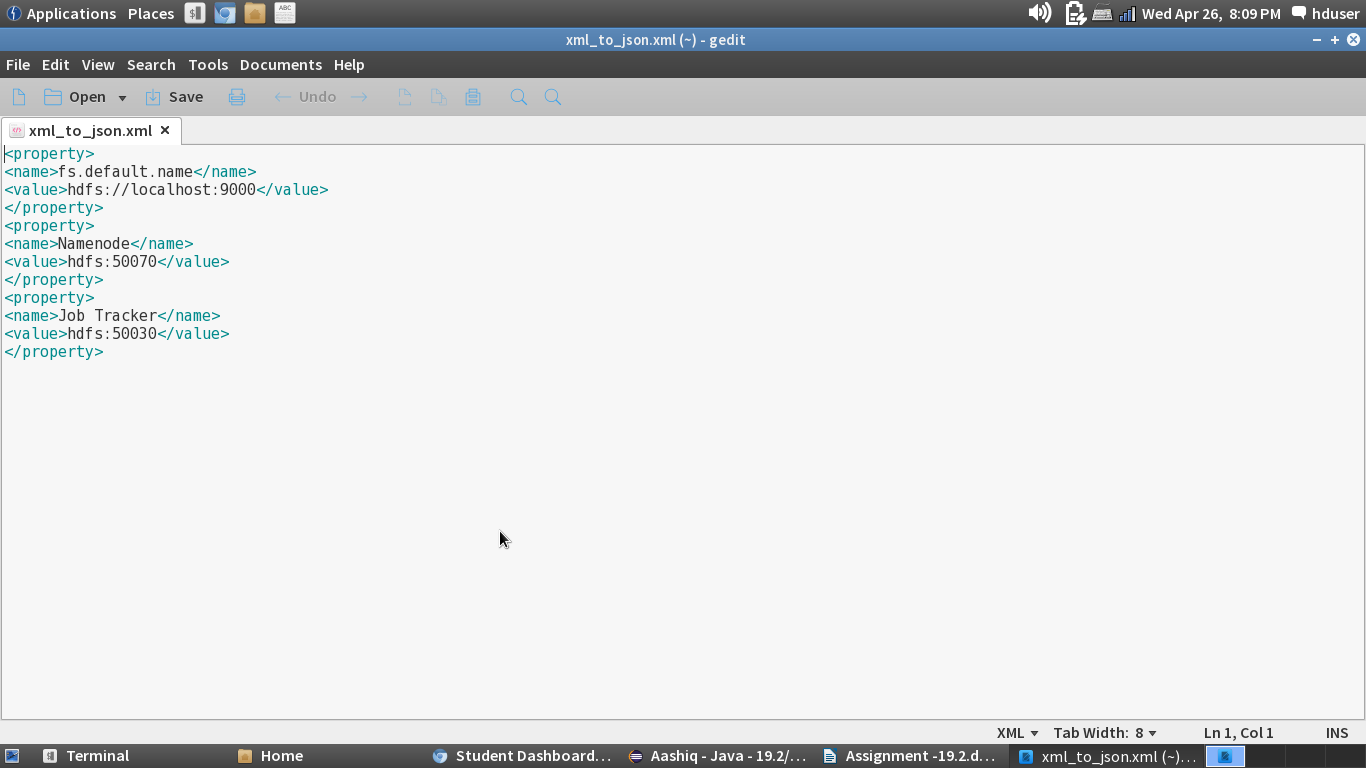 Applications Places Wed Apr 26, 8:09 PM hduser
xml_to_json.xml (~) - gedit
File Edit View Search Tools Documents Help
Open Save Undo
xml_to_json.xml
<property>
<name>fs.default.name</name>
<value>hdfs://localhost:9000</value>
</property>
<property>
<name>Namenode</name>
<value>hdfs:50070</value>
</property>
<property>
<name>Job Tracker</name>
<value>hdfs:50030</value>
</property>
XML Tab Width: 8 Ln 1, Col 1 INS
Terminal Home Student Dashboard... Aashiq - Java - 19.2/... Assignment -19.2.d... xml_to_json.xml (~)...